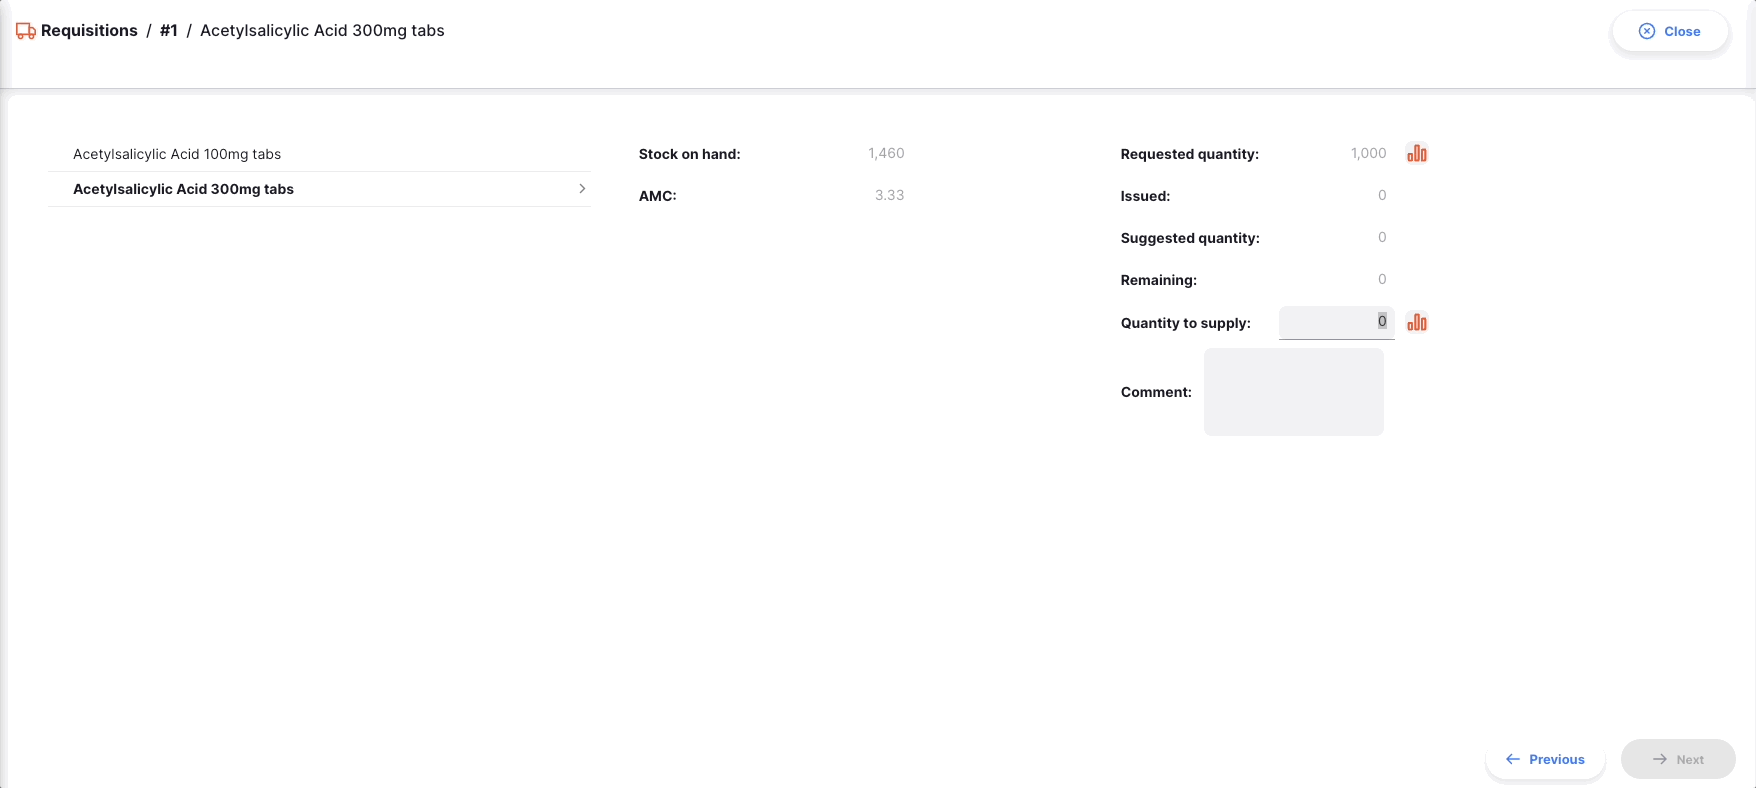 Requisitions / #1 / Acetylsalicylic Acid 300mg tabs
Close
Acetylsalicylic Acid 100mg tabs
Acetylsalicylic Acid 300mg tabs
Stock on hand: 1,460
AMC: 3.33
Requested quantity: 1,000
Issued: 0
Suggested quantity: 0
Remaining: 0
Quantity to supply: 0
Comment:
Previous
Next